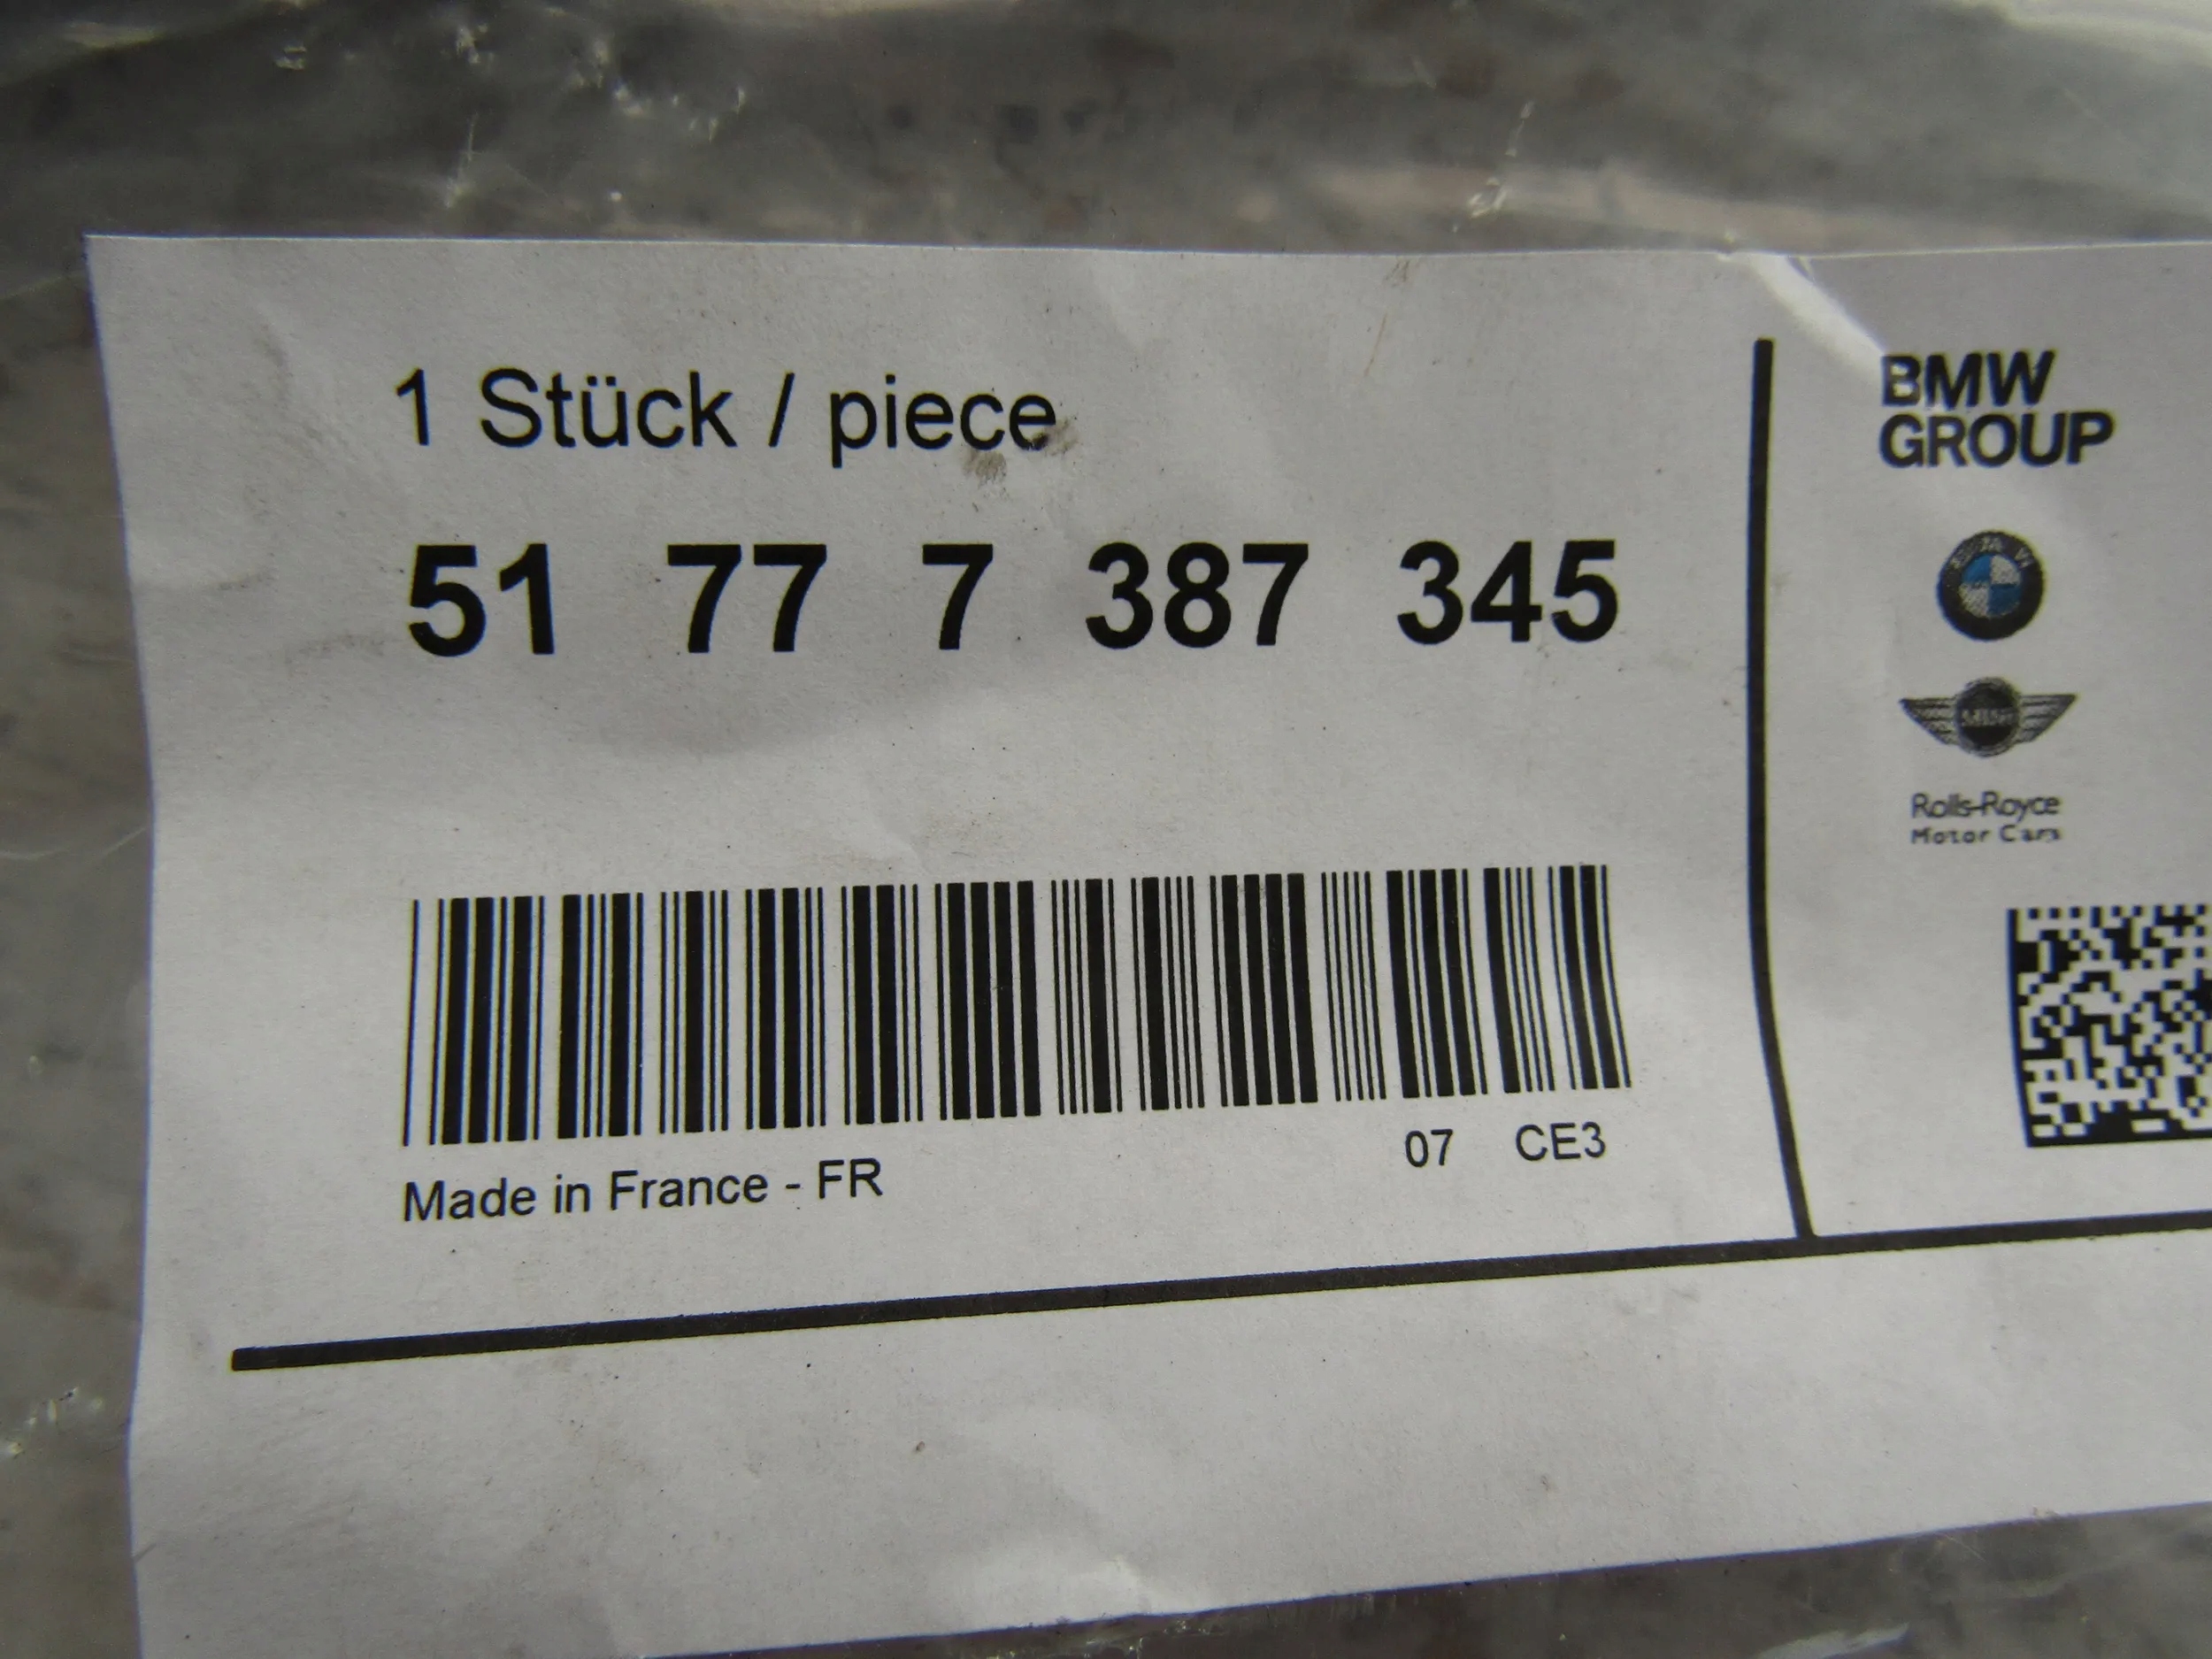 1 Stück / piece
51 77 7 387 345
07 CE3
Made in France - FR
BMW
GROUP
Rolls-Royce
Motor Cars